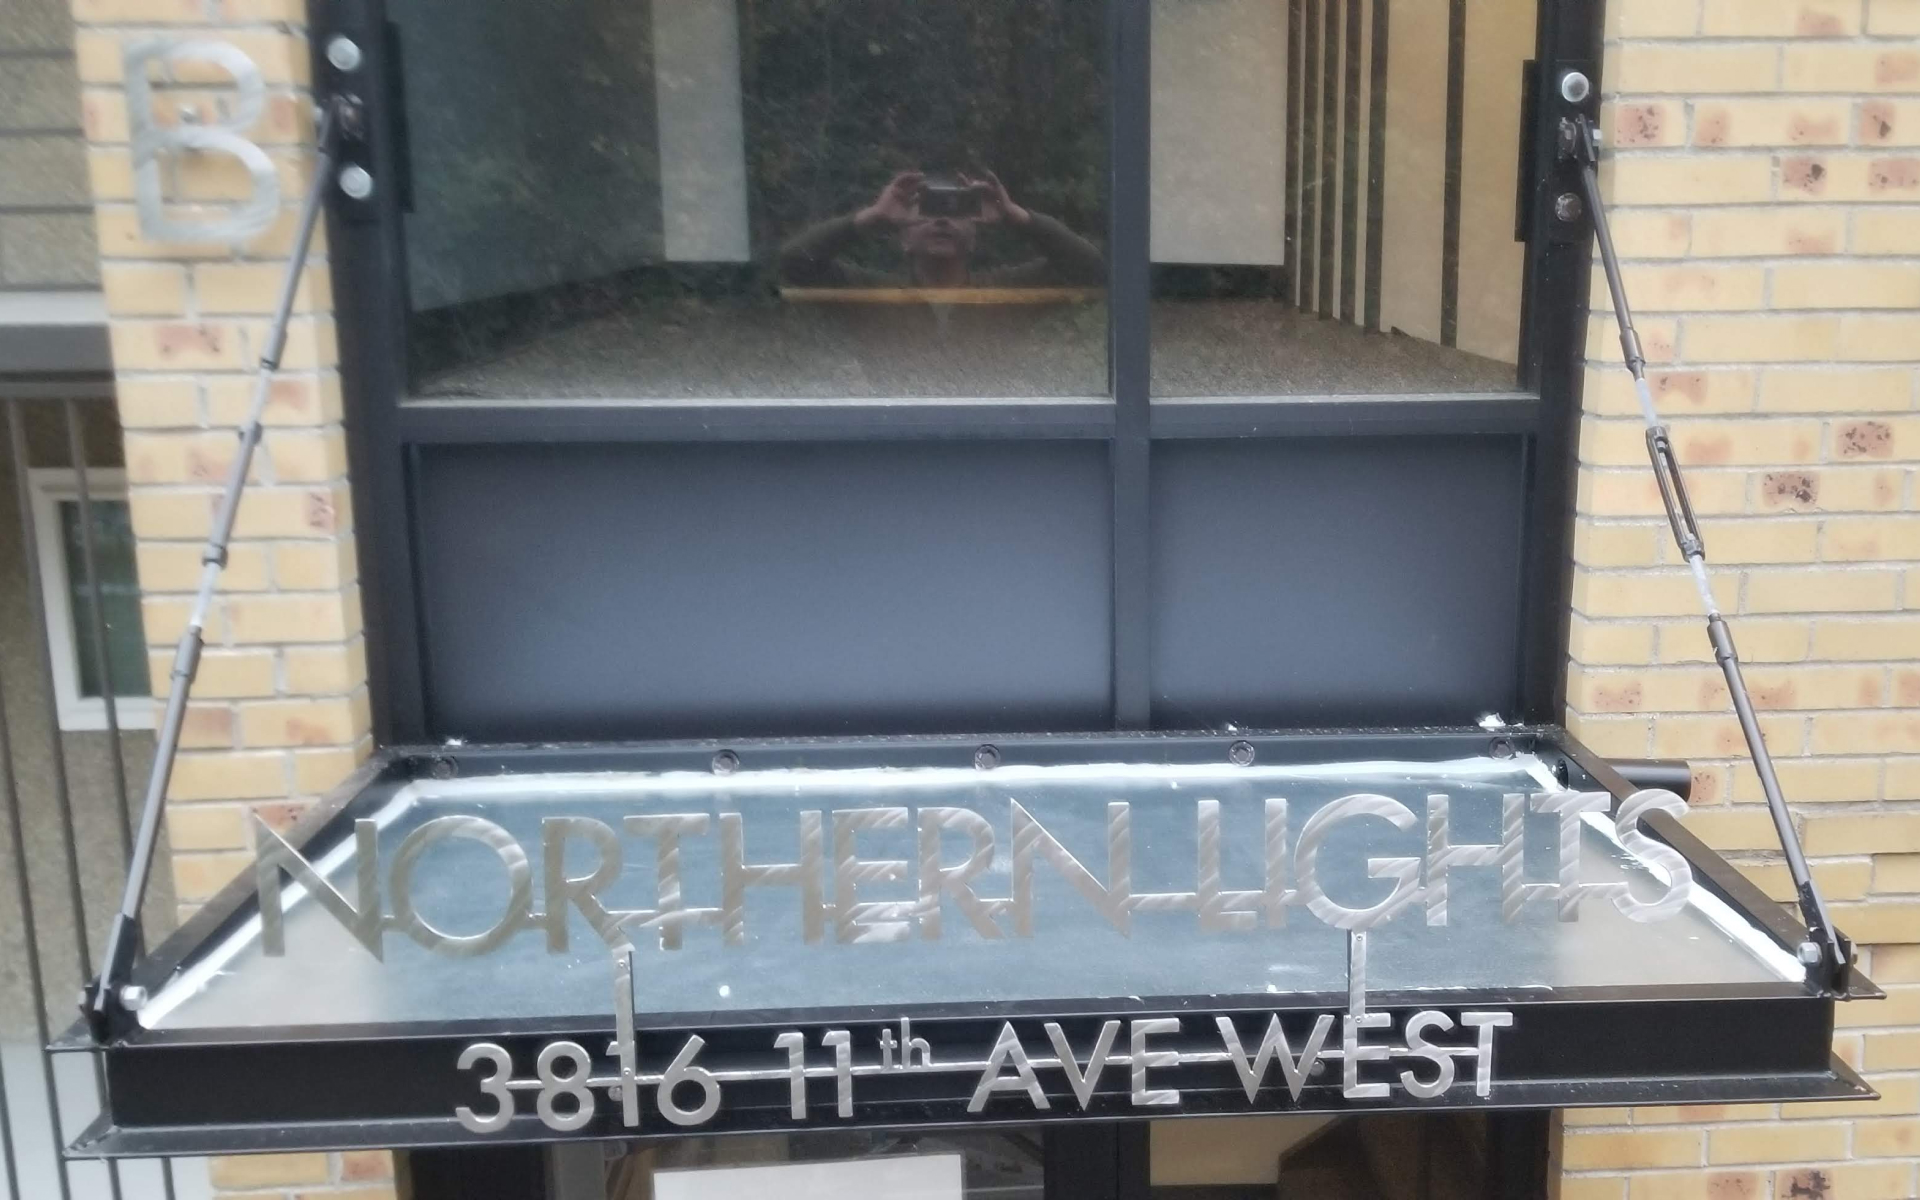 B
NORTHERN LIGHTS
3816 11th AVE WEST